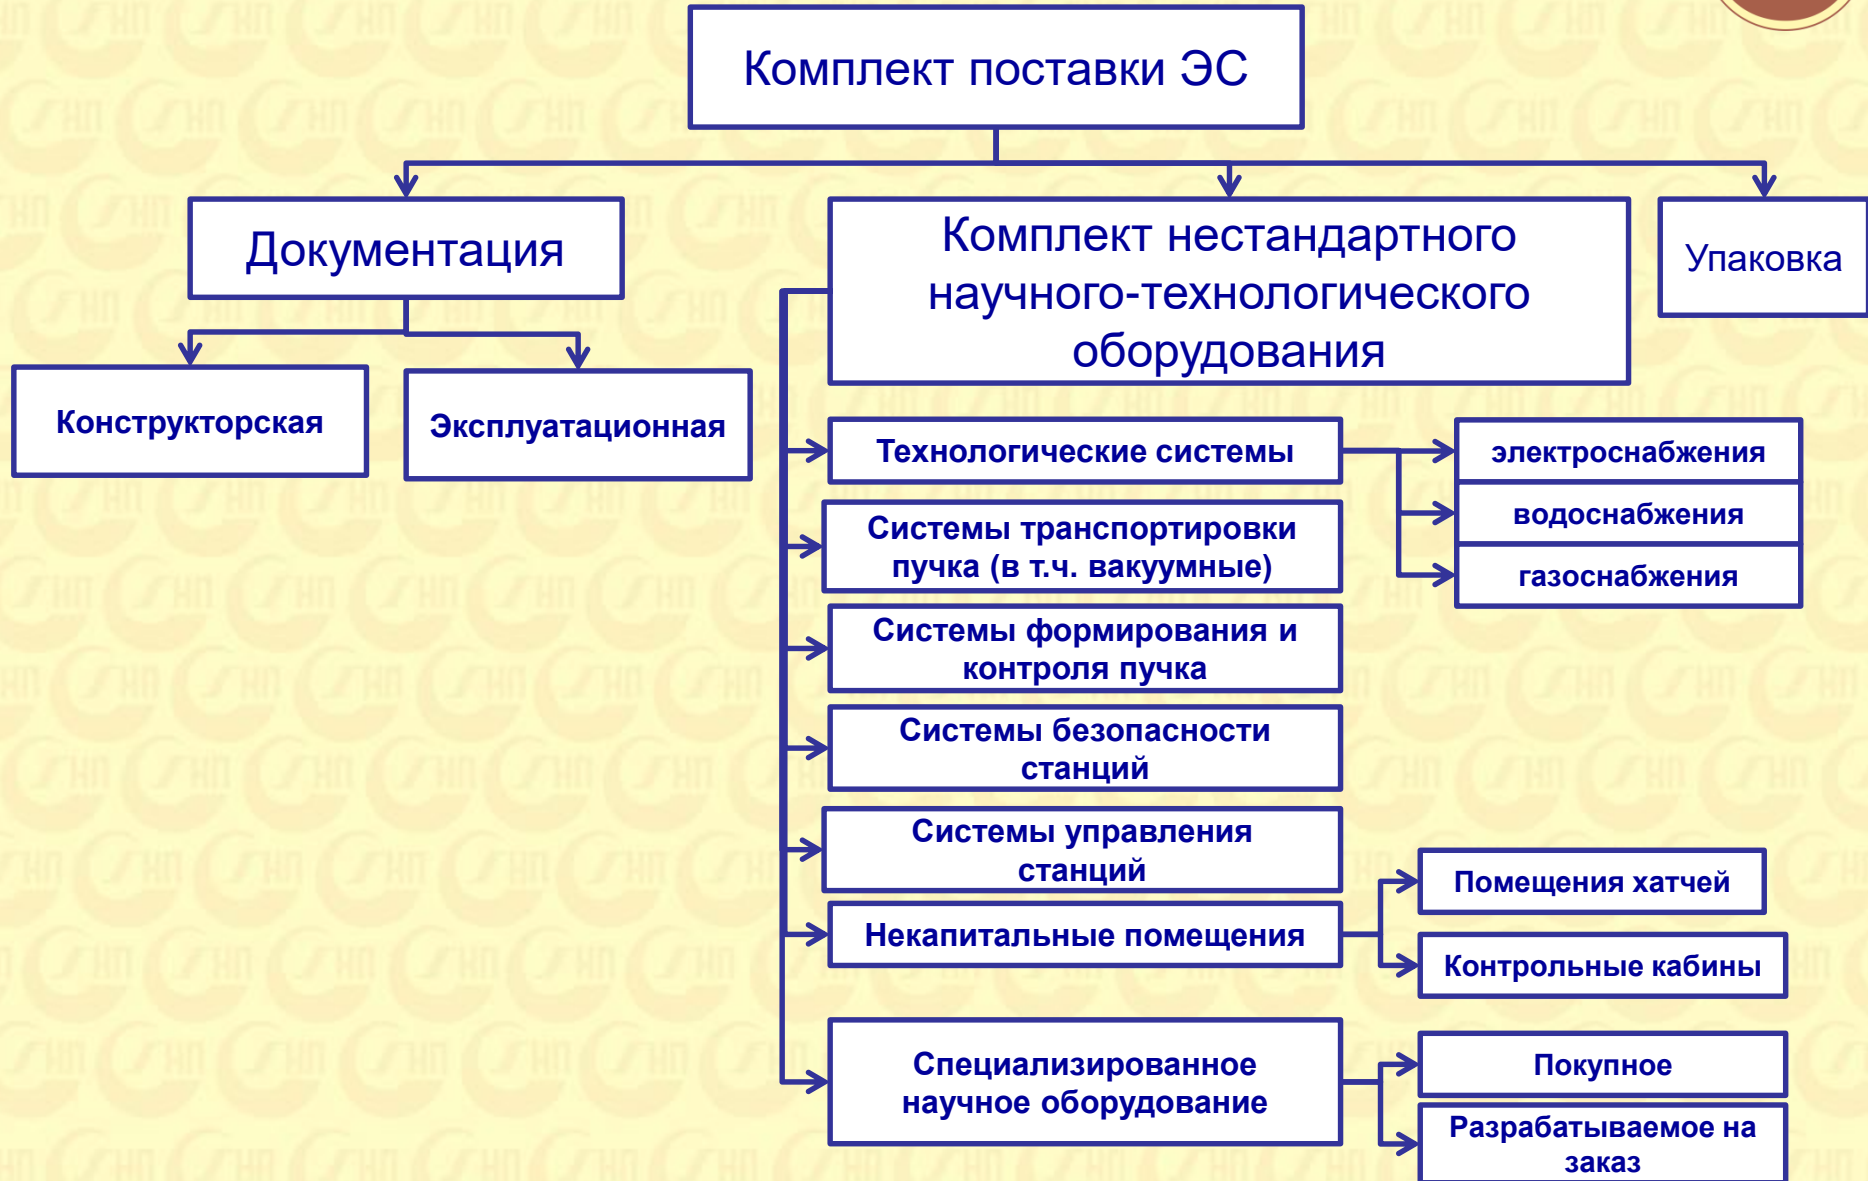 Комплект поставки ЭС
Документация
Комплект нестандартного
научного-технологического
оборудования
Упаковка
Конструкторская
Эксплуатационная
Технологические системы
электроснабжения
водоснабжения
газоснабжения
Системы транспортировки
пучка (в т.ч. вакуумные)
Системы формирования и
контроля пучка
Системы безопасности
станций
Системы управления
станций
Некапитальные помещения
Помещения хатчей
Контрольные кабины
Специализированное
научное оборудование
Покупное
Разрабатываемое на
заказ